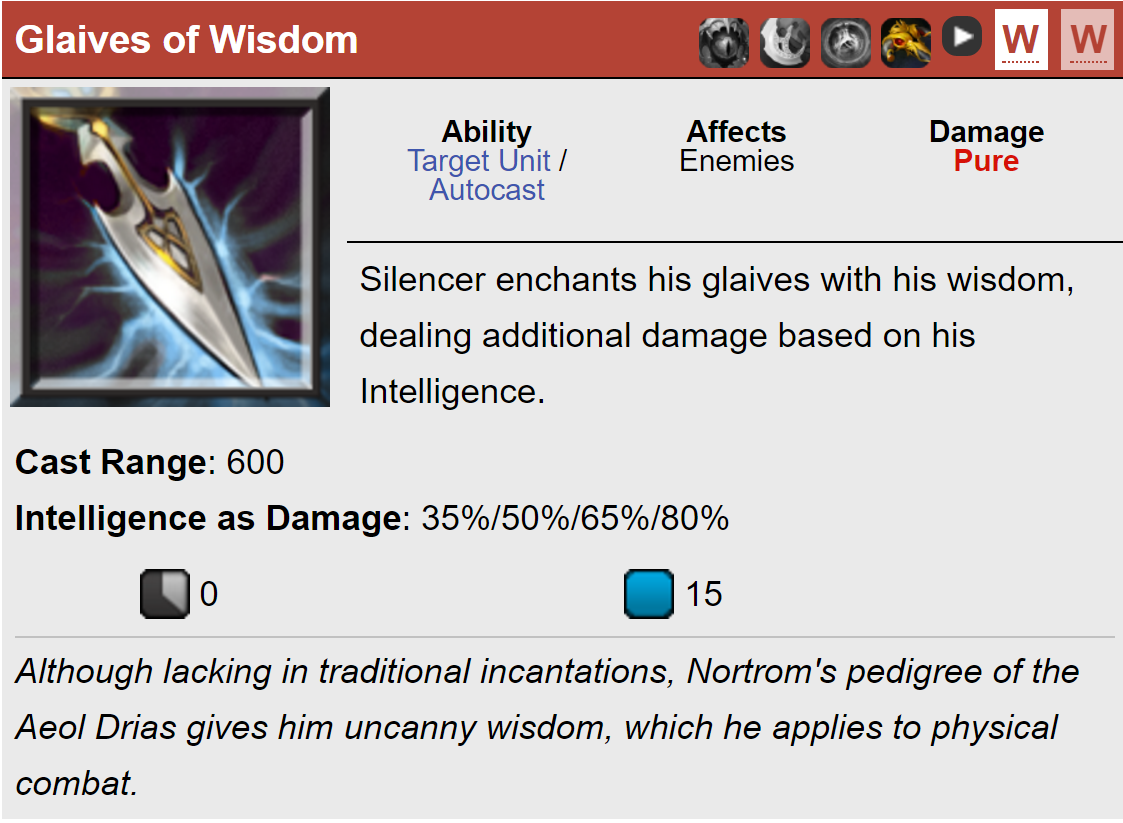 Glaives of Wisdom
W W
Ability
Target Unit /
Autocast
Affects
Enemies
Damage
Pure
Silencer enchants his glaives with his wisdom,
dealing additional damage based on his
Intelligence.
Cast Range: 600
Intelligence as Damage: 35%/50%/65%/80%
0
15
Although lacking in traditional incantations, Nortrom's pedigree of the
Aeol Drias gives him uncanny wisdom, which he applies to physical
combat.